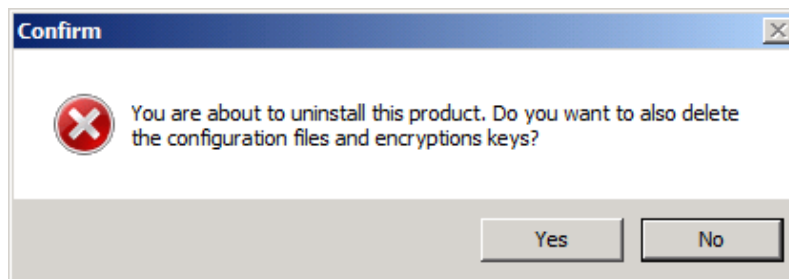 Confirm
You are about to uninstall this product. Do you want to also delete
the configuration files and encryptions keys?
Yes
No